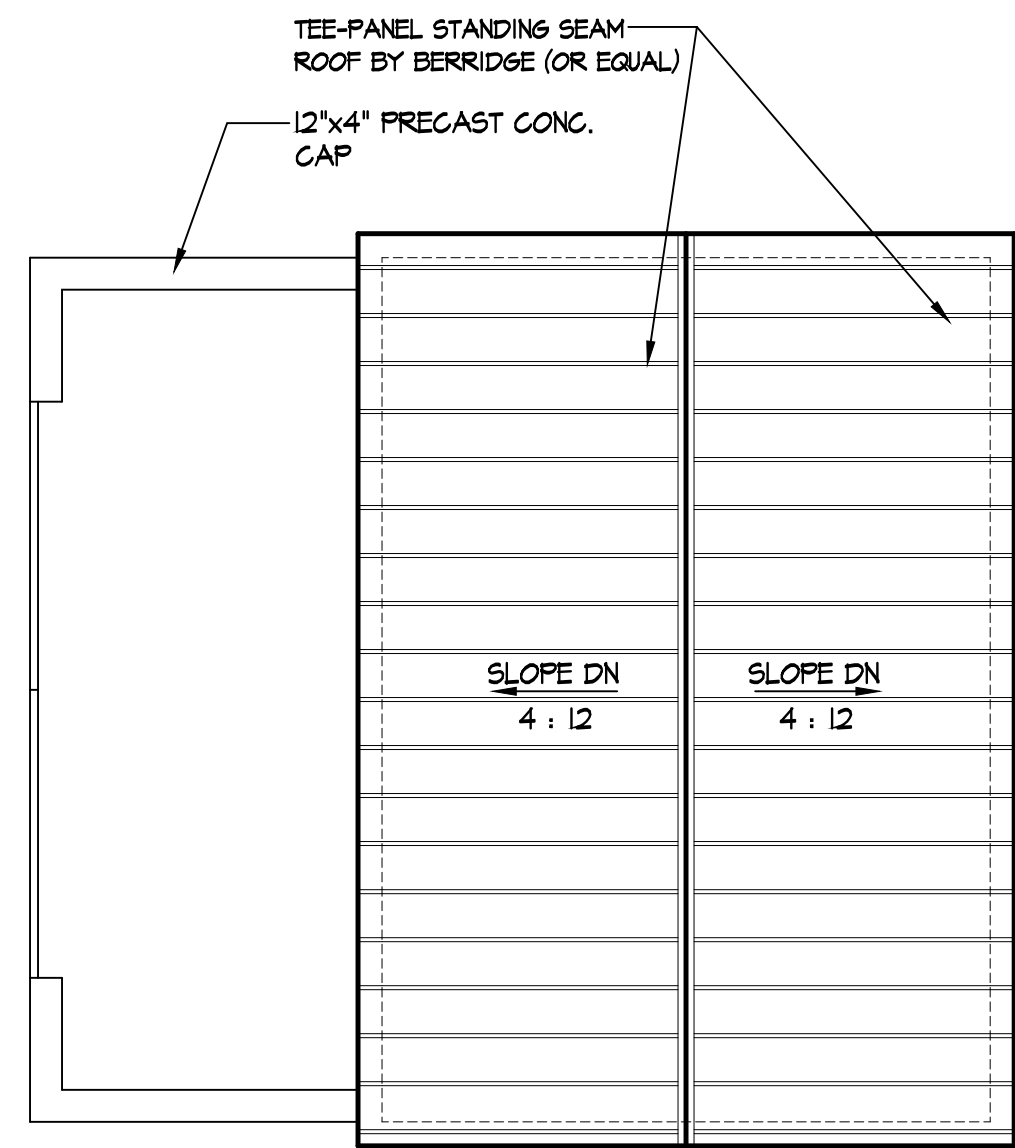 TEE-PANEL STANDING SEAM
ROOF BY BERRIDGE (OR EQUAL)
12"x4" PRECAST CONC.
CAP
SLOPE DN
4 : 12
SLOPE DN
4 : 12